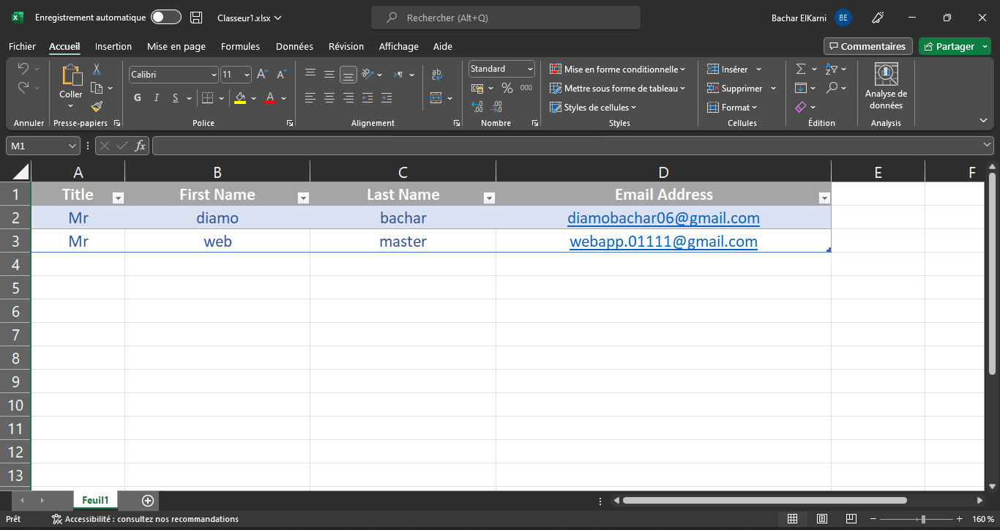 Enregistrement automatique Classeur1.xlsx Rechercher (Alt+Q) Bachar ElKarni BE
Fichier Accueil Insertion Mise en page Formules Données Révision Affichage Aide Commentaires Partager
Calibri 11 Standard Mise en forme conditionnelle Insérer
Coller Mettre sous forme de tableau Supprimer Analyse de
G I S % 000 Styles de cellules Format données
Annuler Presse-papiers Police Alignement Nombre Styles Cellules Édition Analysis
M1 fx
A B C D E F
1 Title First Name Last Name Email Address
2 Mr diamo bachar diamobachar06@gmail.com
3 Mr web master webapp.01111@gmail.com
4
5
6
7
8
9
10
11
12
13
Feuil1
Prêt Accessibilité : consultez nos recommandations 160 %